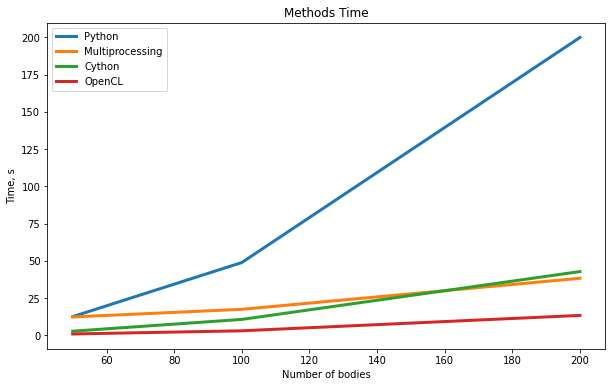 Methods Time
Python
Multiprocessing
Cython
OpenCL
Time, s
200
175
150
125
100
75
50
25
0
60 80 100 120 140 160 180 200
Number of bodies